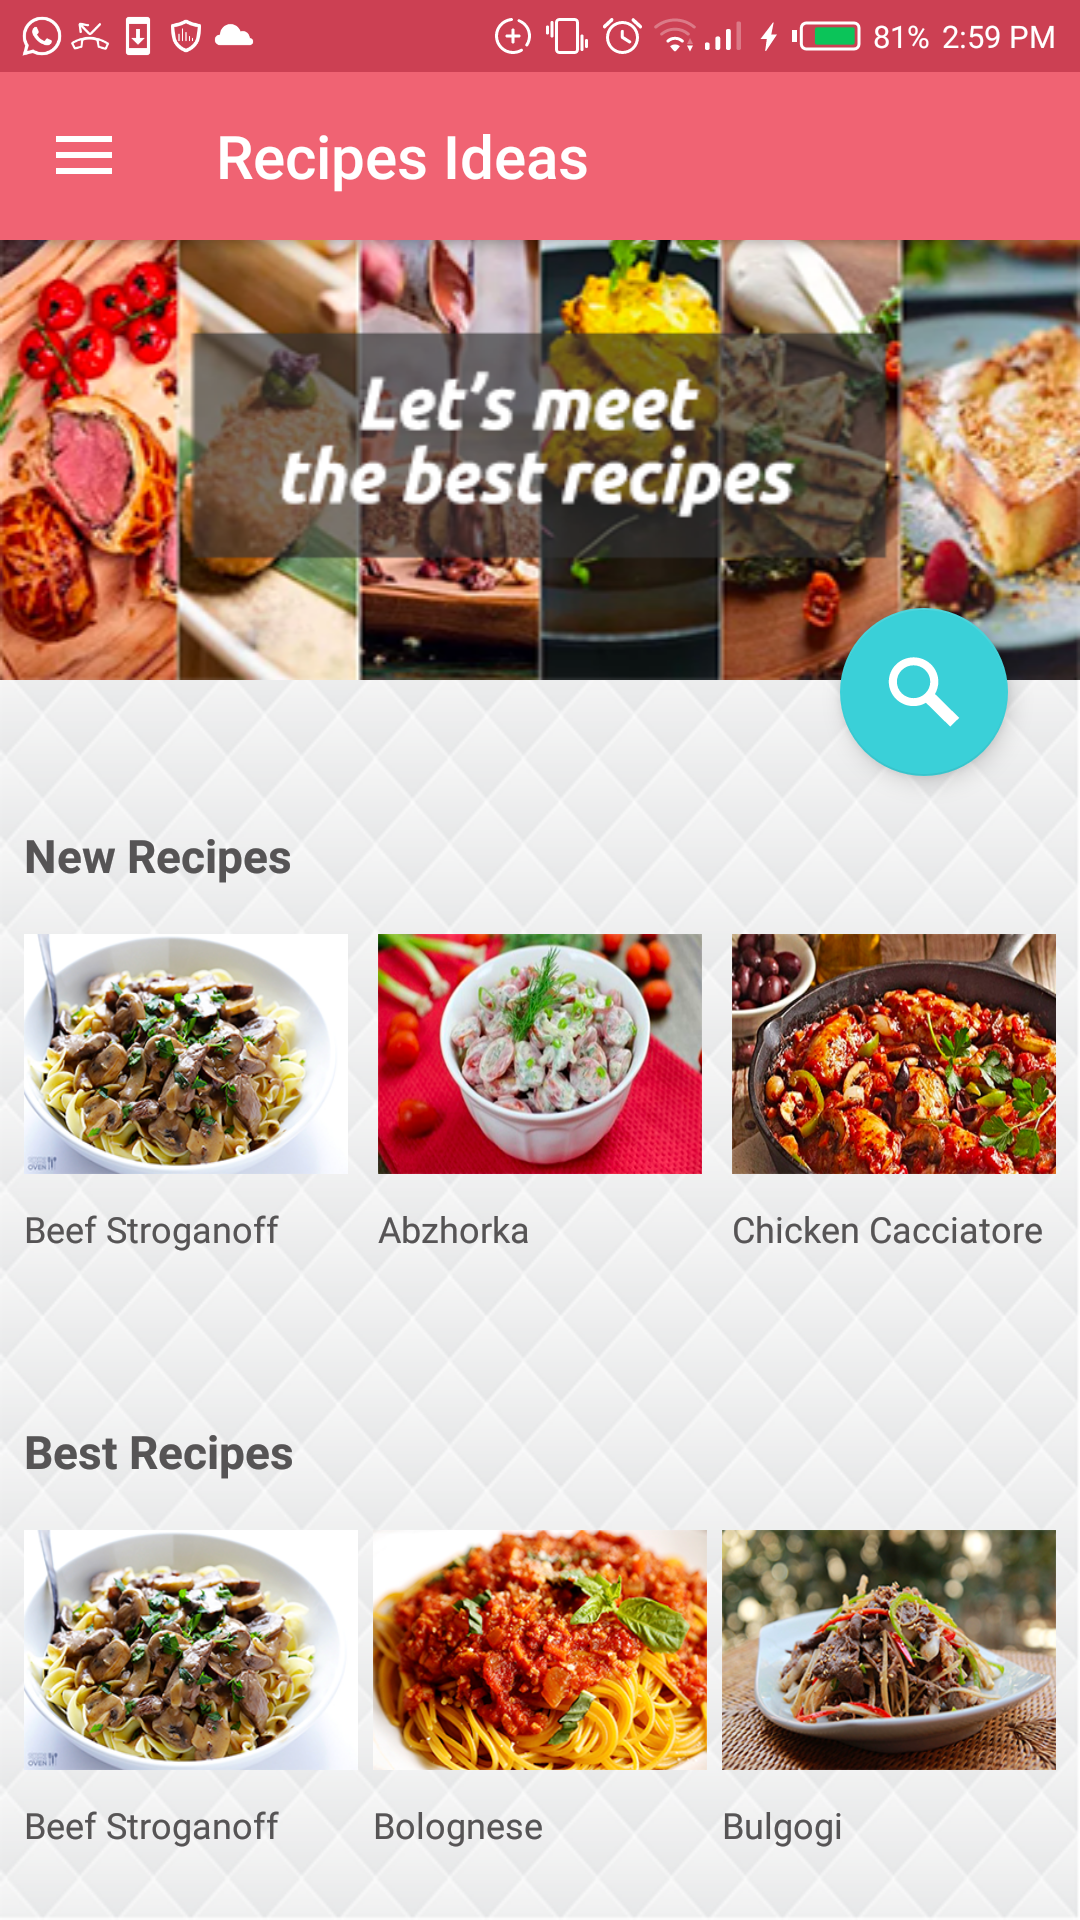 81% 2:59 PM
Recipes Ideas
Let's meet
the best recipes
New Recipes
Beef Stroganoff
Abzhorka
Chicken Cacciatore
Best Recipes
Beef Stroganoff
Bolognese
Bulgogi